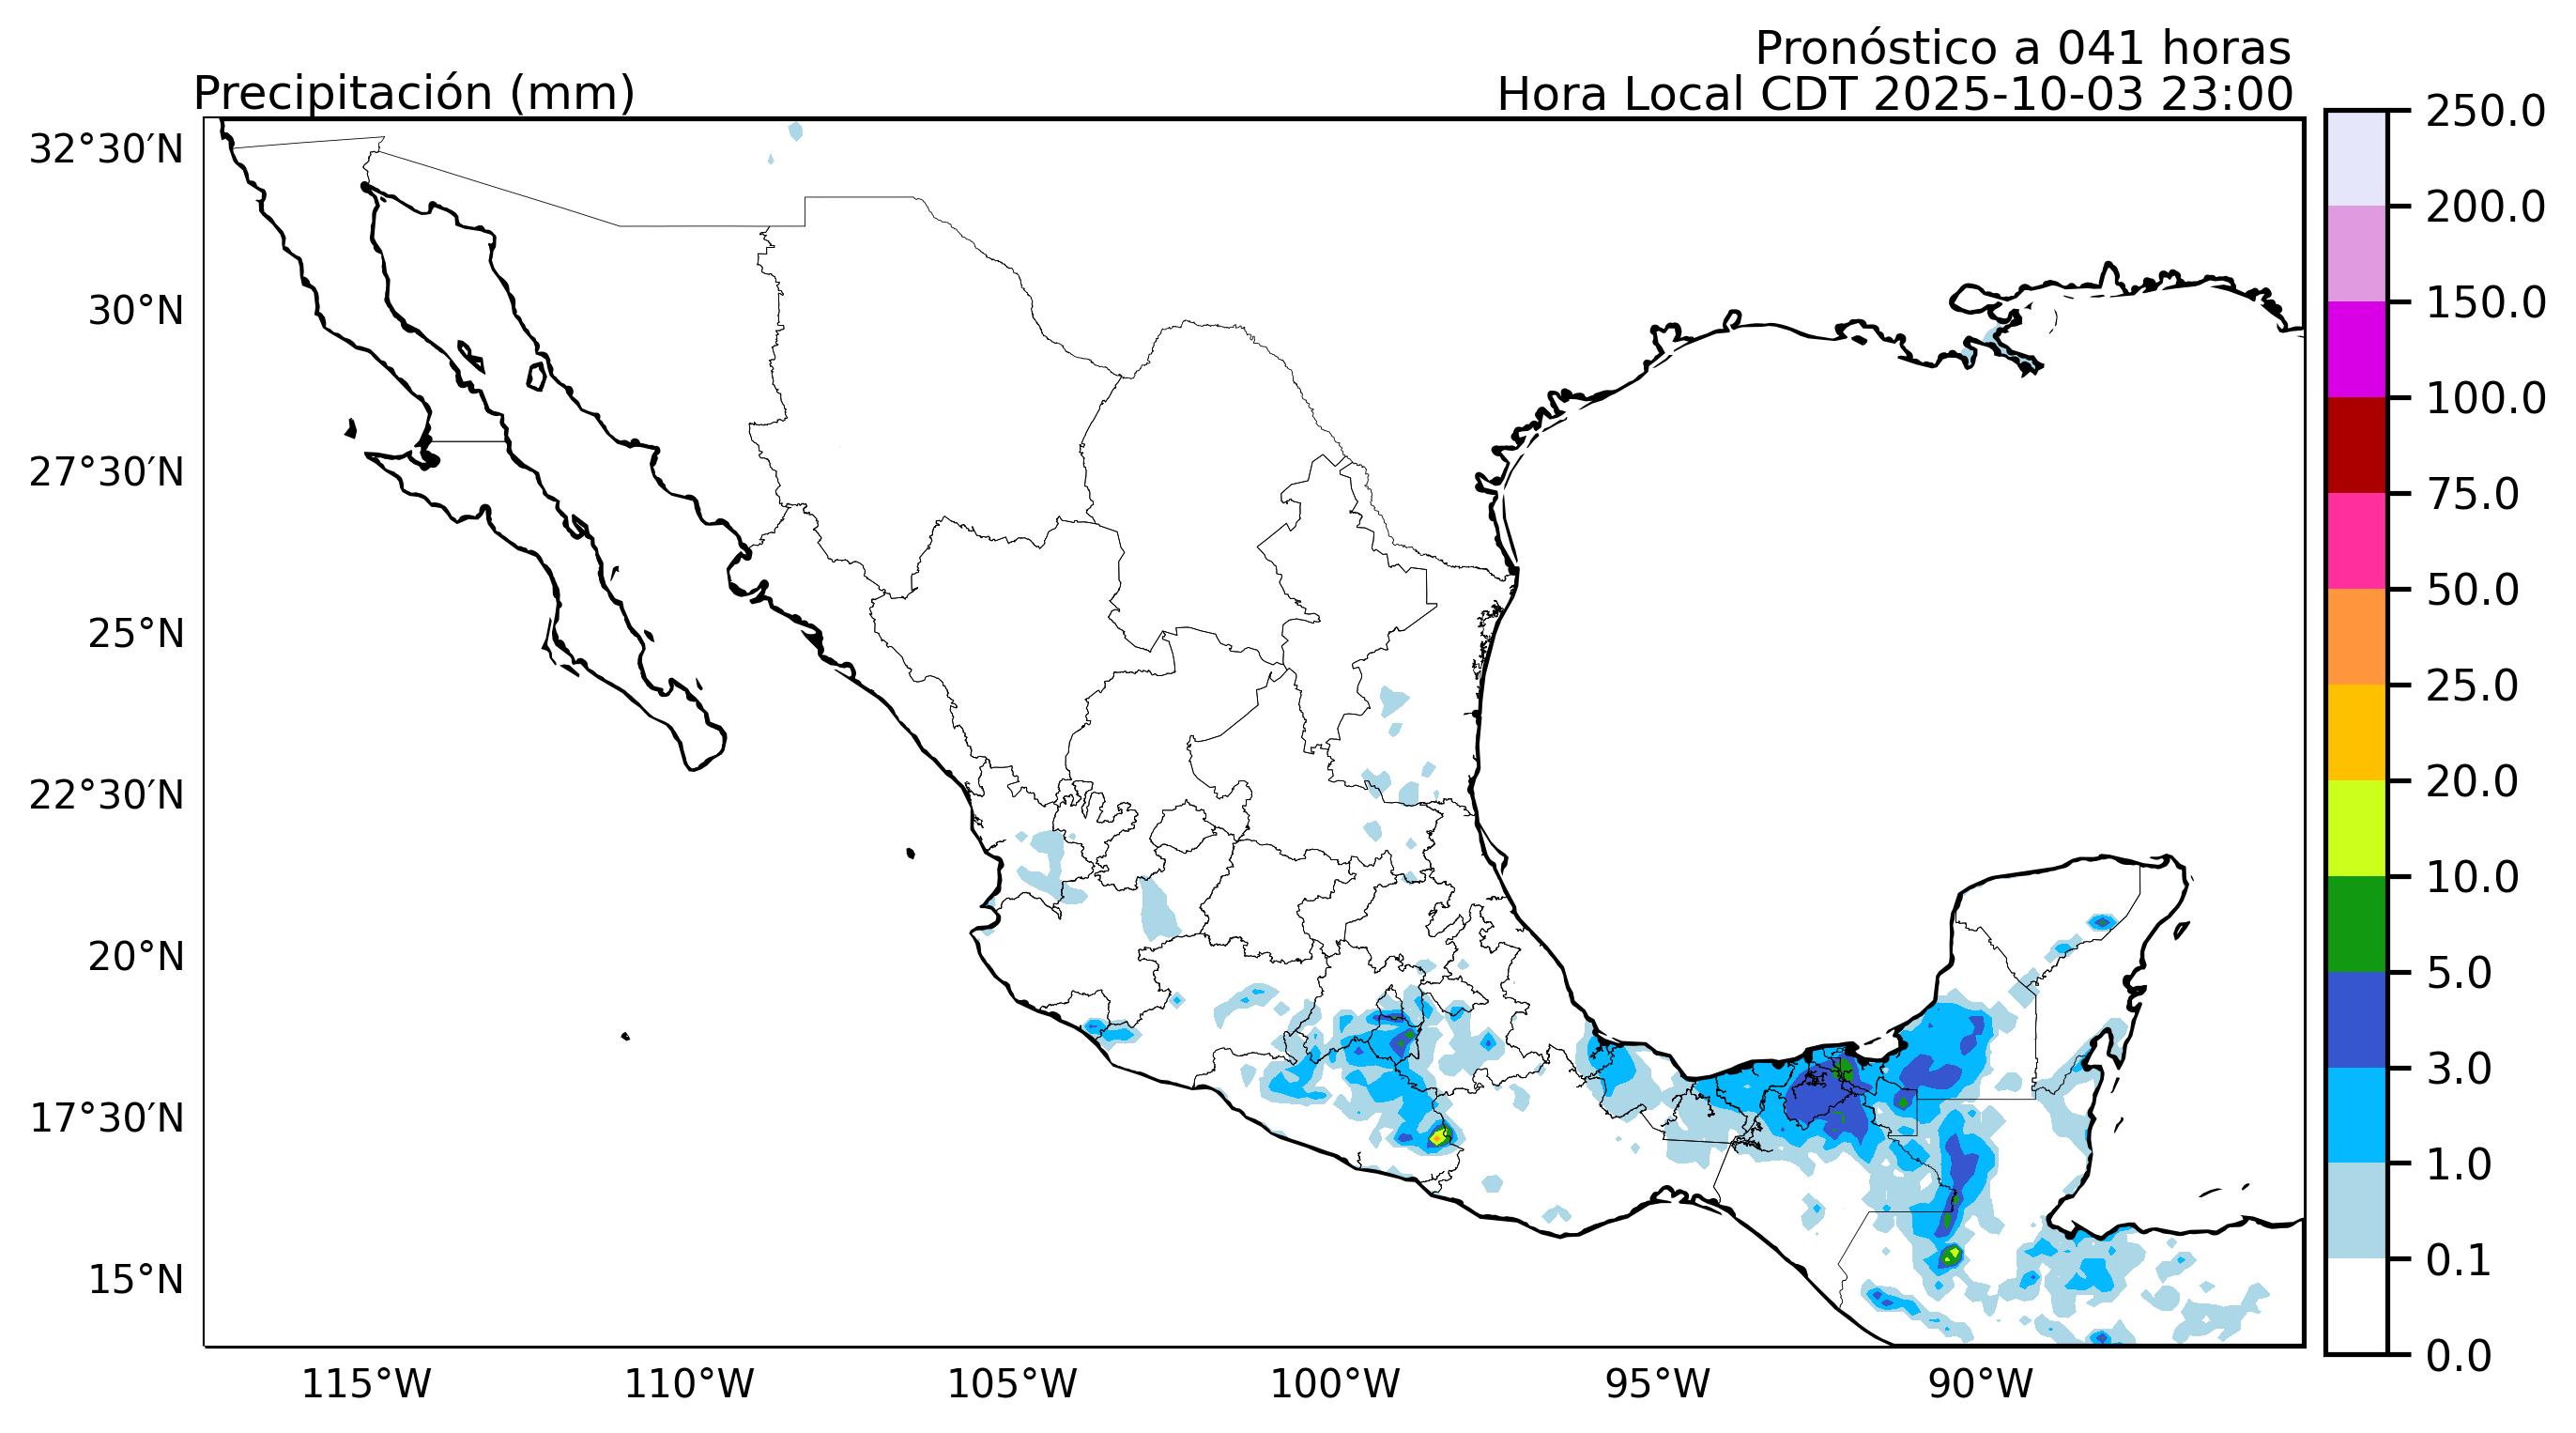 Pronóstico a 041 horas
Precipitación (mm)
Hora Local CDT 2025-10-03 23:00
32°30′N
30°N
27°30′N
25°N
22°30′N
20°N
17°30′N
15°N
115°W
110°W
105°W
100°W
95°W
90°W
250.0
200.0
150.0
100.0
75.0
50.0
25.0
20.0
10.0
5.0
3.0
1.0
0.1
0.0